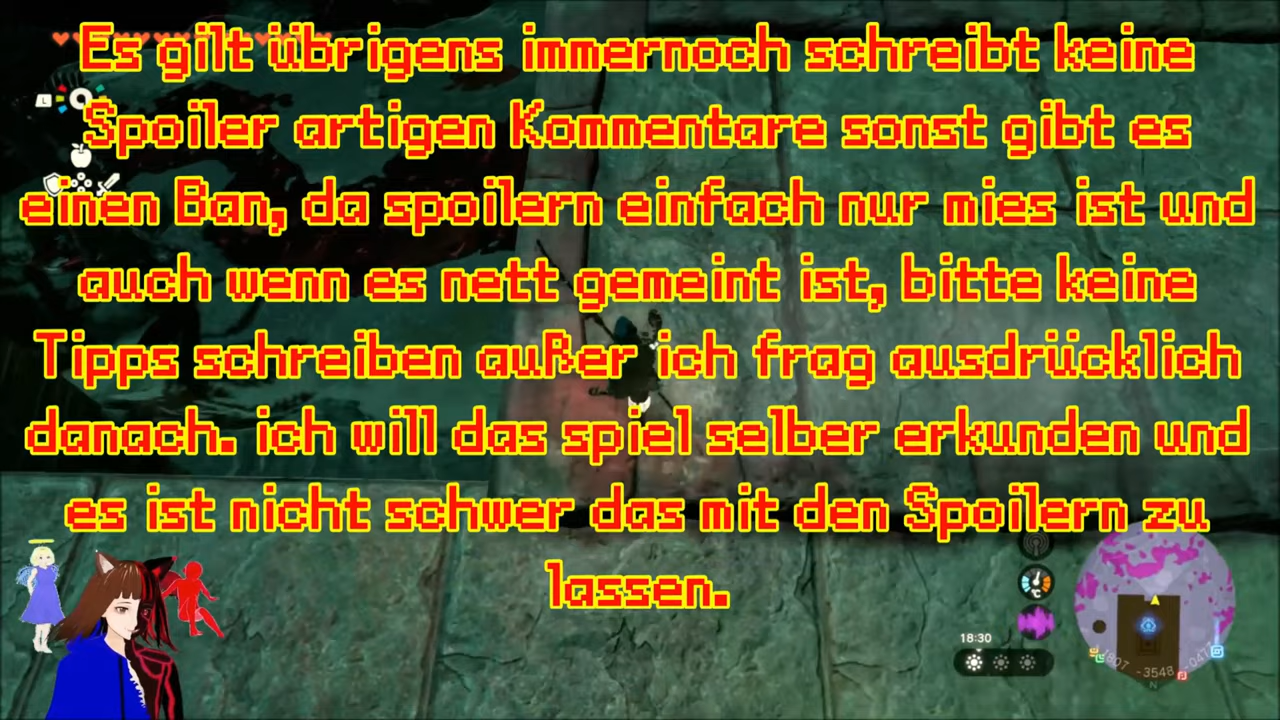 Es gilt übrigens immernoch schreibt keine
Spoiler artigen Kommentare sonst gibt es
einen Ban, da spoilern einfach nur mies ist und
auch wenn es nett gemeint ist, bitte keine
Tipps schreiben außer ich frag ausdrücklich
danach. ich will das spiel selber erkunden und
es ist nicht schwer das mit den Spoilern zu
lassen.
L
°C
18:30
-3548
N